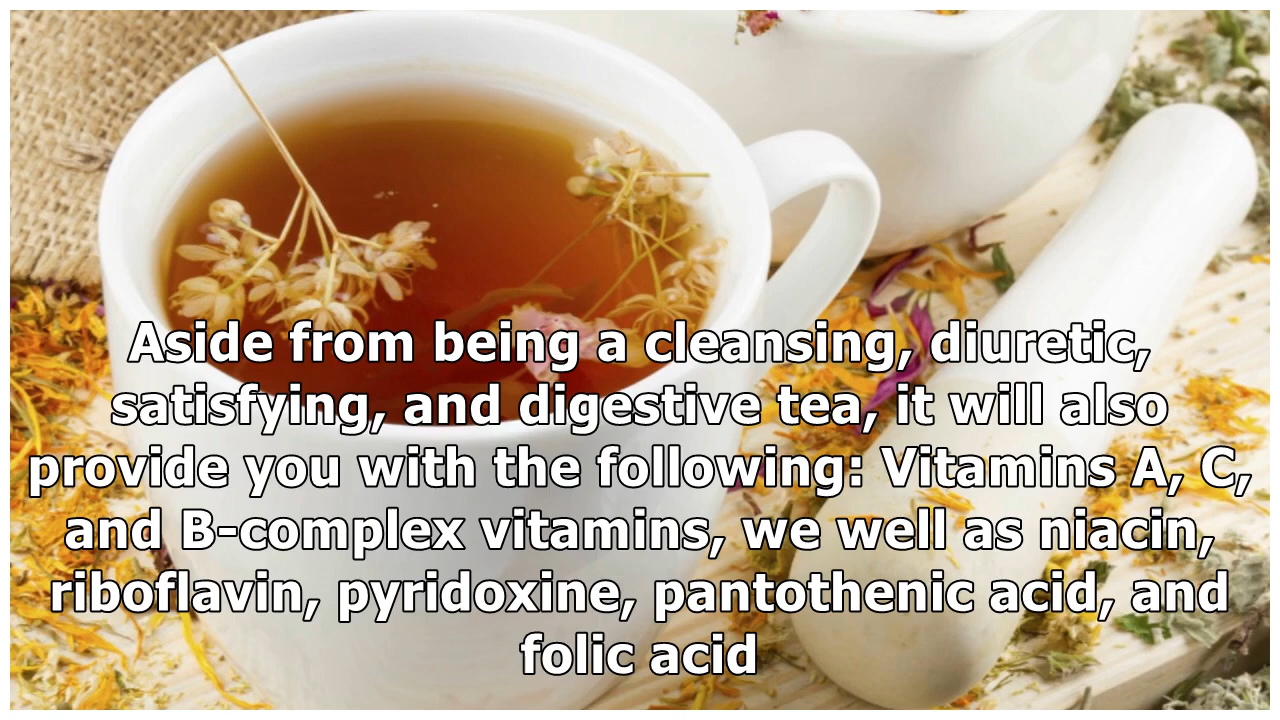 Aside from being a cleansing, diuretic,
satisfying, and digestive tea, it will also
provide you with the following: Vitamins A, C,
and B-complex vitamins, we well as niacin,
riboflavin, pyridoxine, pantothenic acid, and
folic acid